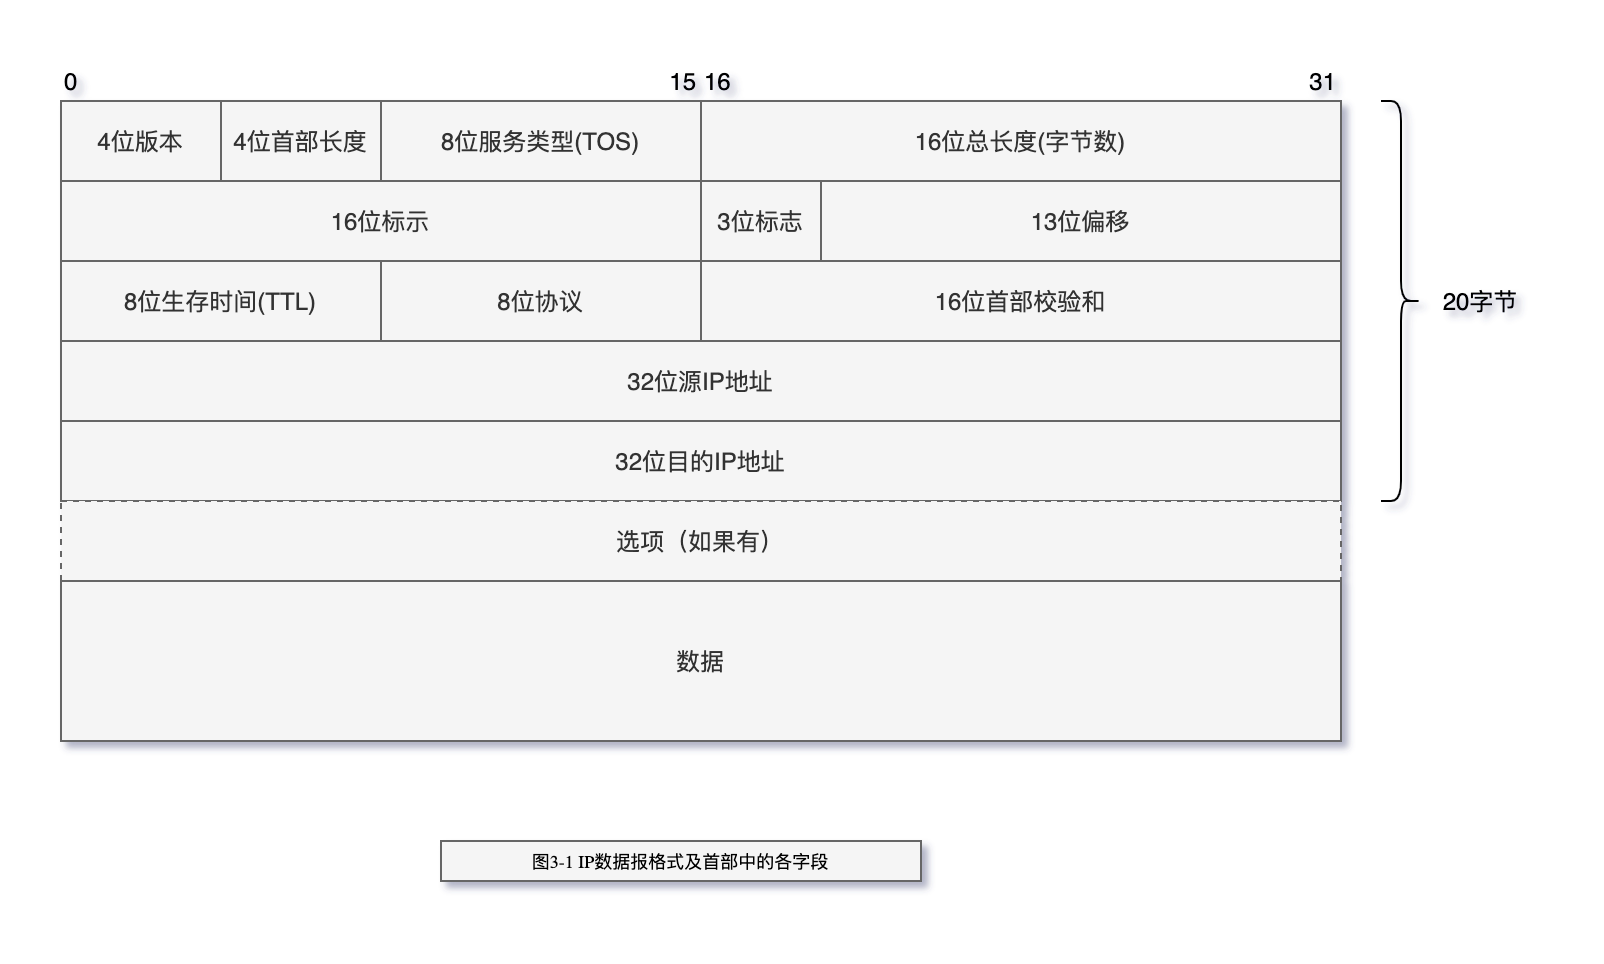 0 15 16 31
4位版本 4位首部长度 8位服务类型(TOS) 16位总长度(字节数)
16位标示 3位标志 13位偏移
8位生存时间(TTL) 8位协议 16位首部校验和
20字节
32位源IP地址
32位目的IP地址
选项（如果有）
数据
图3-1 IP数据报格式及首部中的各字段